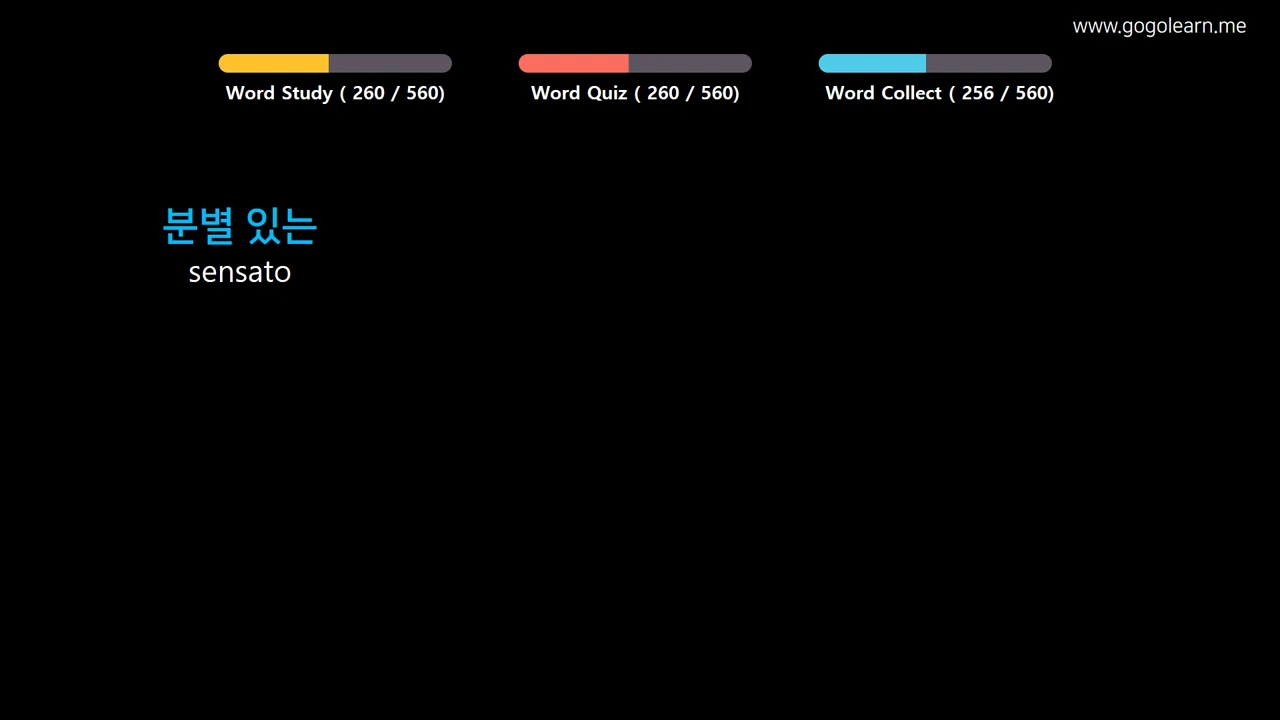 www.gogolearn.me
Word Study ( 260 / 560)
Word Quiz ( 260 / 560)
Word Collect ( 256 / 560)
분별 있는
sensato